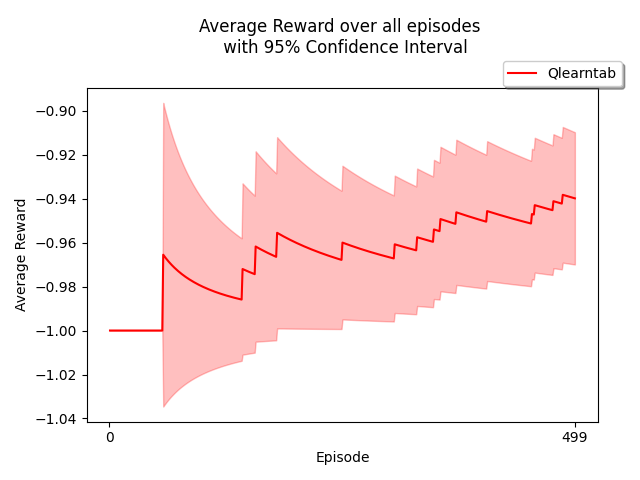 Average Reward over all episodes
with 95% Confidence Interval
Qlearntab
−0.90
−0.92
−0.94
−0.96
−0.98
−1.00
−1.02
−1.04
Average Reward
0
499
Episode